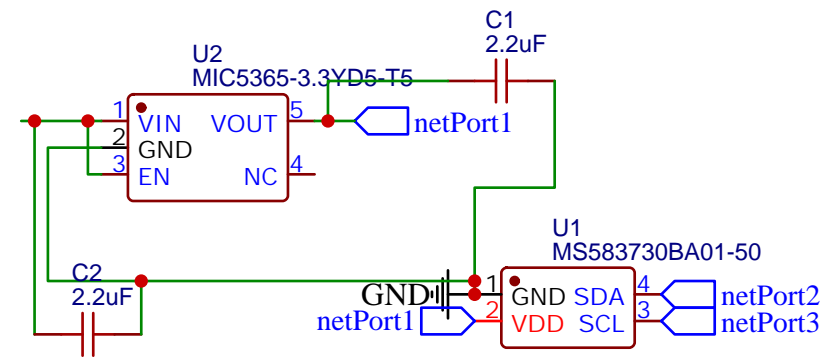 C1
2.2uF
U2
MIC5365-3.3YD5-T5
1 VIN VOUT 5 netPort1
2 GND
3 EN NC 4
U1
MS583730BA01-50
C2
2.2uF
GND 1 GND SDA 4 netPort2
netPort1 2 VDD SCL 3 netPort3